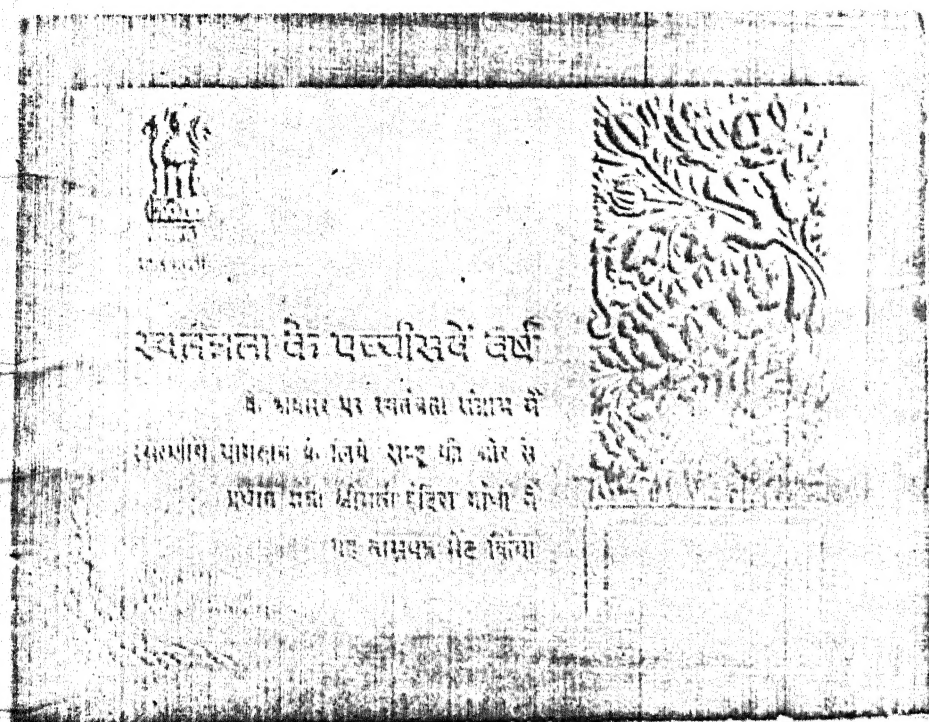 स्वतंत्रता के पच्चीसवें वर्ष
के अवसर पर स्वतंत्रता संग्राम में
स्मरणीय योगदान के लिये राष्ट्र की ओर से
प्रधान मंत्री श्रीमती इंदिरा गांधी ने
यह ताम्रपत्र भेंट किया